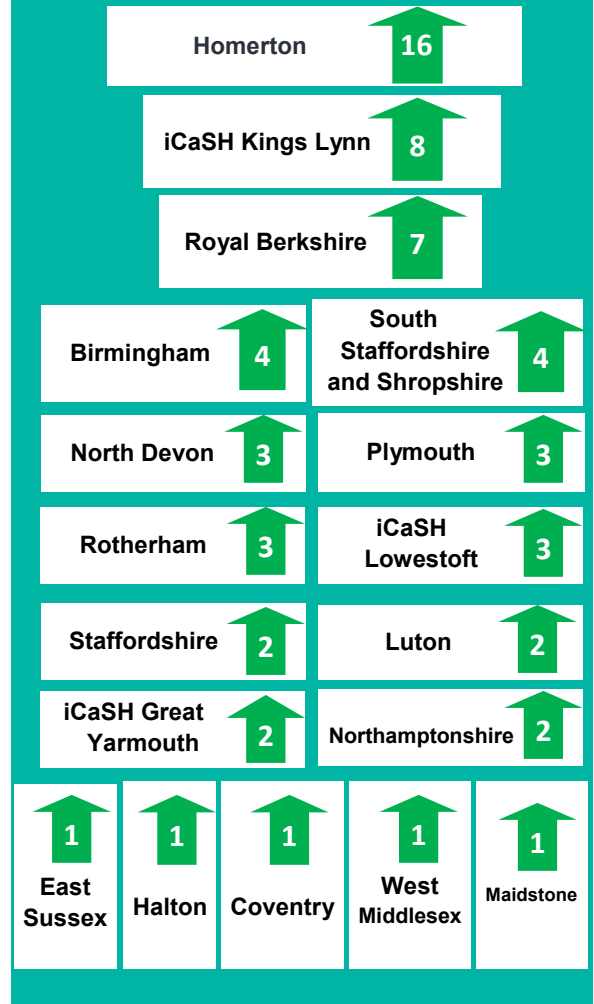 Homerton 16
iCaSH Kings Lynn 8
Royal Berkshire 7
Birmingham 4
South
Staffordshire
and Shropshire 4
North Devon 3
Plymouth 3
Rotherham 3
iCaSH
Lowestoft 3
Staffordshire 2
Luton 2
iCaSH Great
Yarmouth 2
Northamptonshire 2
1
East
Sussex
1
Halton
1
Coventry
1
West
Middlesex
1
Maidstone